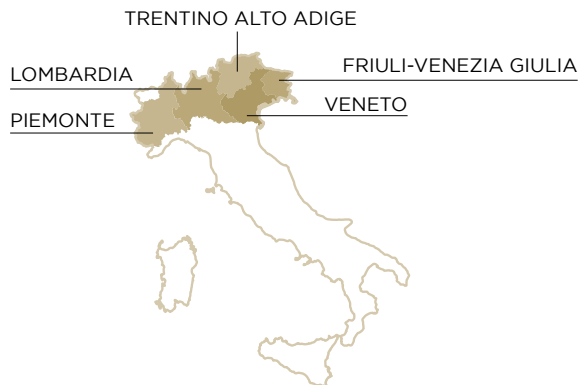 TRENTINO ALTO ADIGE
FRIULI-VENEZIA GIULIA
LOMBARDIA
VENETO
PIEMONTE